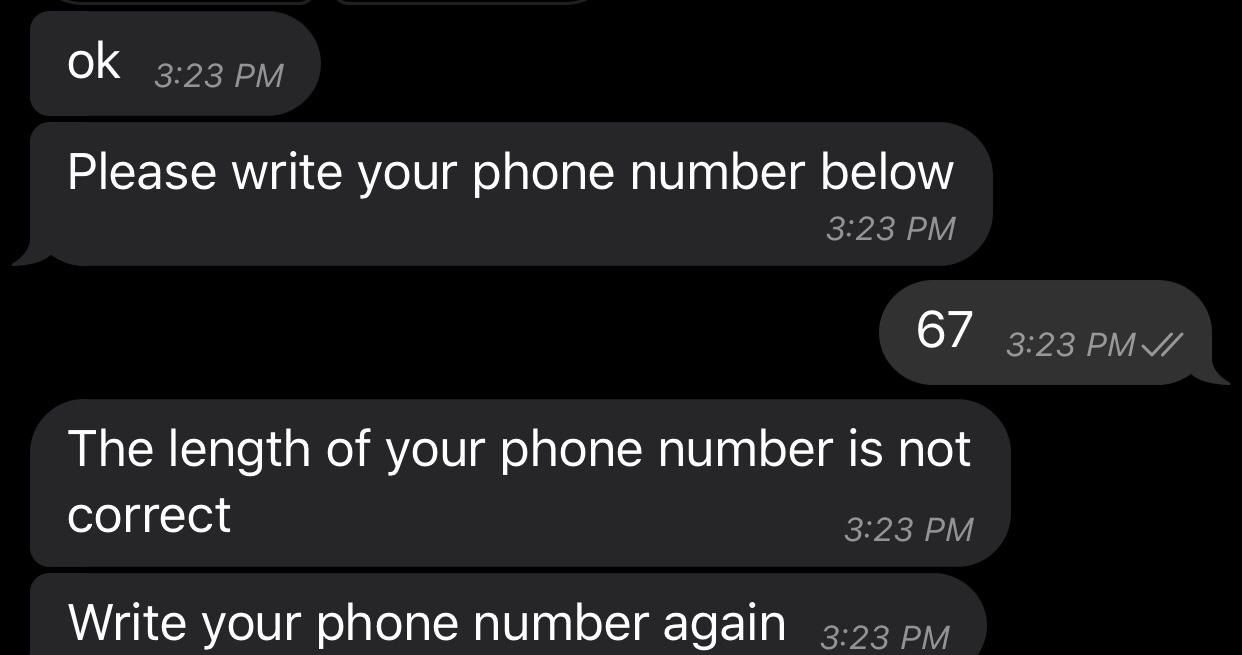 ok 3:23 PM
Please write your phone number below
3:23 PM
67 3:23 PM
The length of your phone number is not
correct 3:23 PM
Write your phone number again 3:23 PM